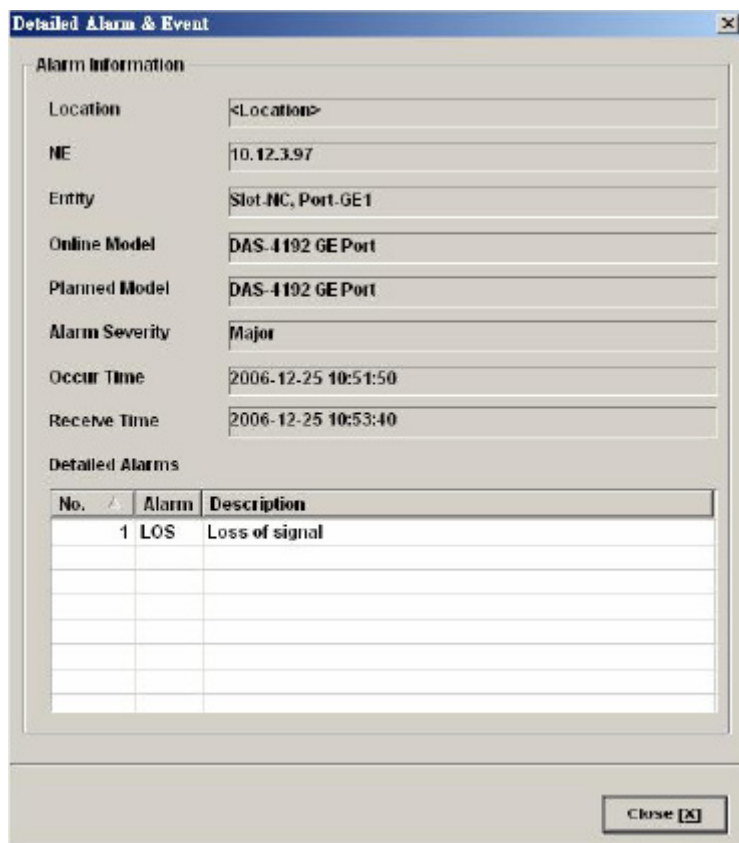 Detailed Alarm & Event
Alarm Information
Location <Location>
NE 10.12.3.97
Entity Slot-NC, Port-GE1
Online Model DAS-4192 GE Port
Planned Model DAS-4192 GE Port
Alarm Severity Major
Occur Time 2006-12-25 10:51:50
Receive Time 2006-12-25 10:53:40
Detailed Alarms
No. Alarm Description
1 LOS Loss of signal
Close [X]